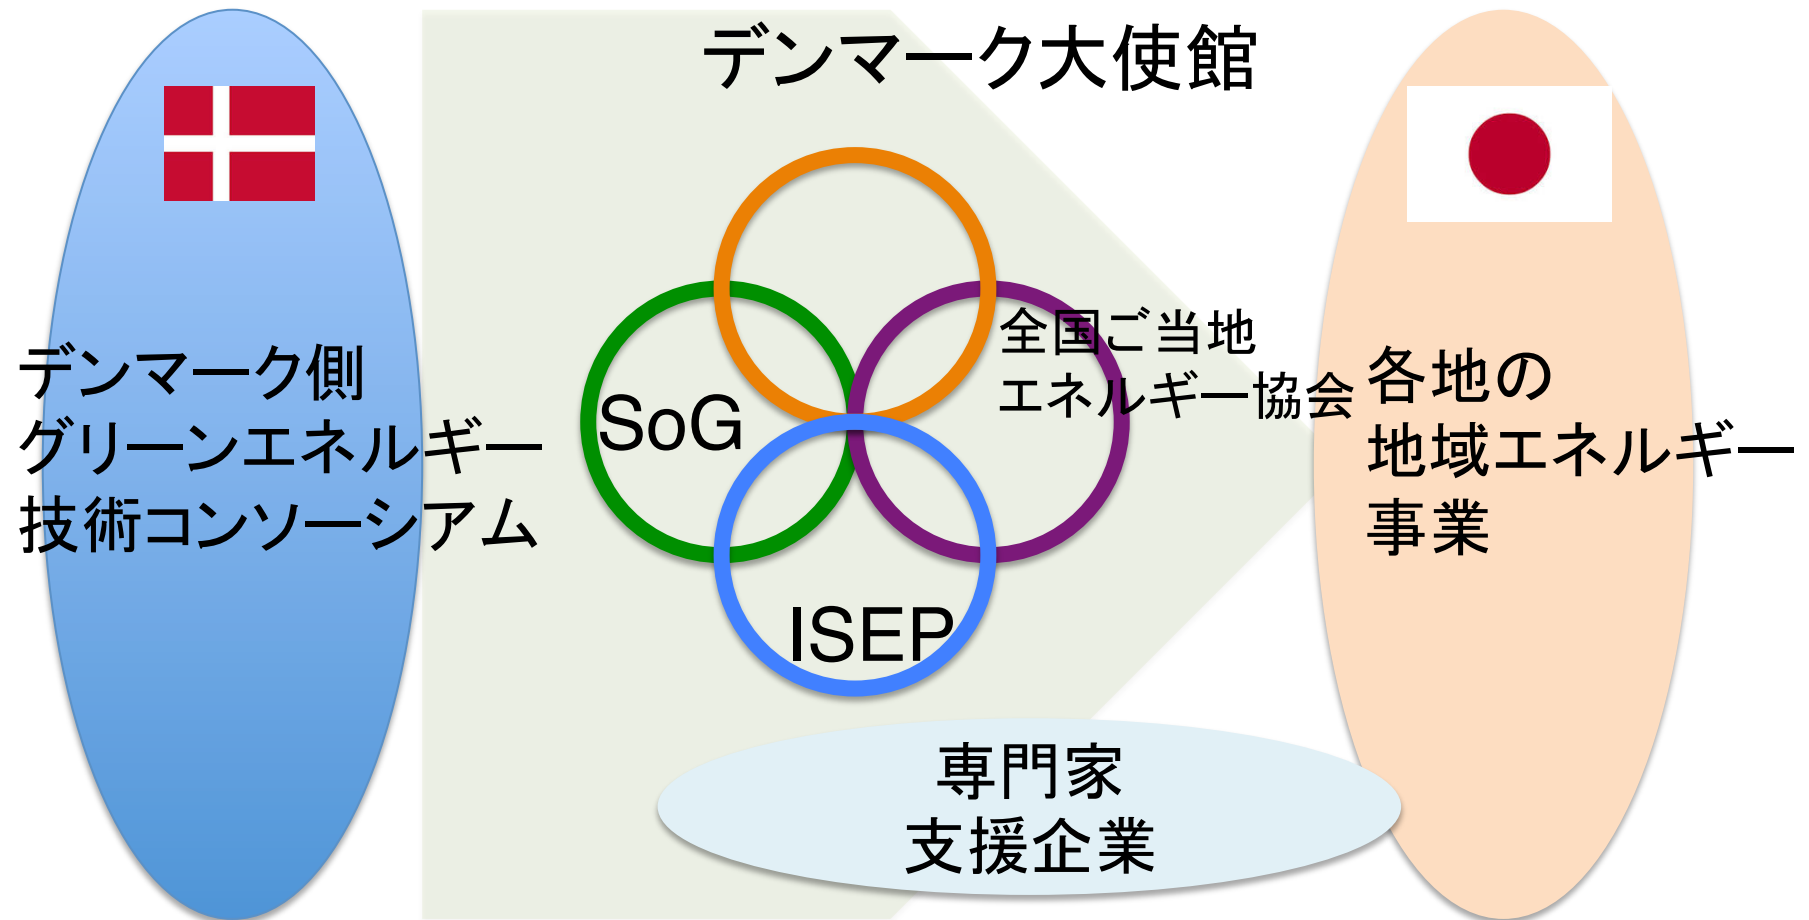 デンマーク大使館
デンマーク側
グリーンエネルギー
技術コンソーシアム
SoG
全国ご当地
エネルギー協会
ISEP
各地の
地域エネルギー
事業
専門家
支援企業